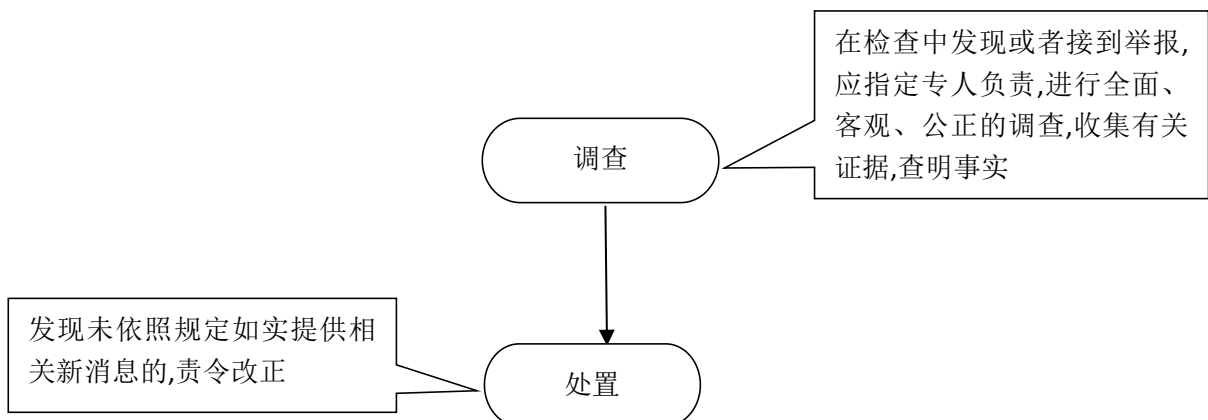 在检查中发现或者接到举报,
应指定专人负责,进行全面、
客观、公正的调查,收集有关
证据,查明事实
调查
发现未依照规定如实提供相
关新消息的,责令改正
处置